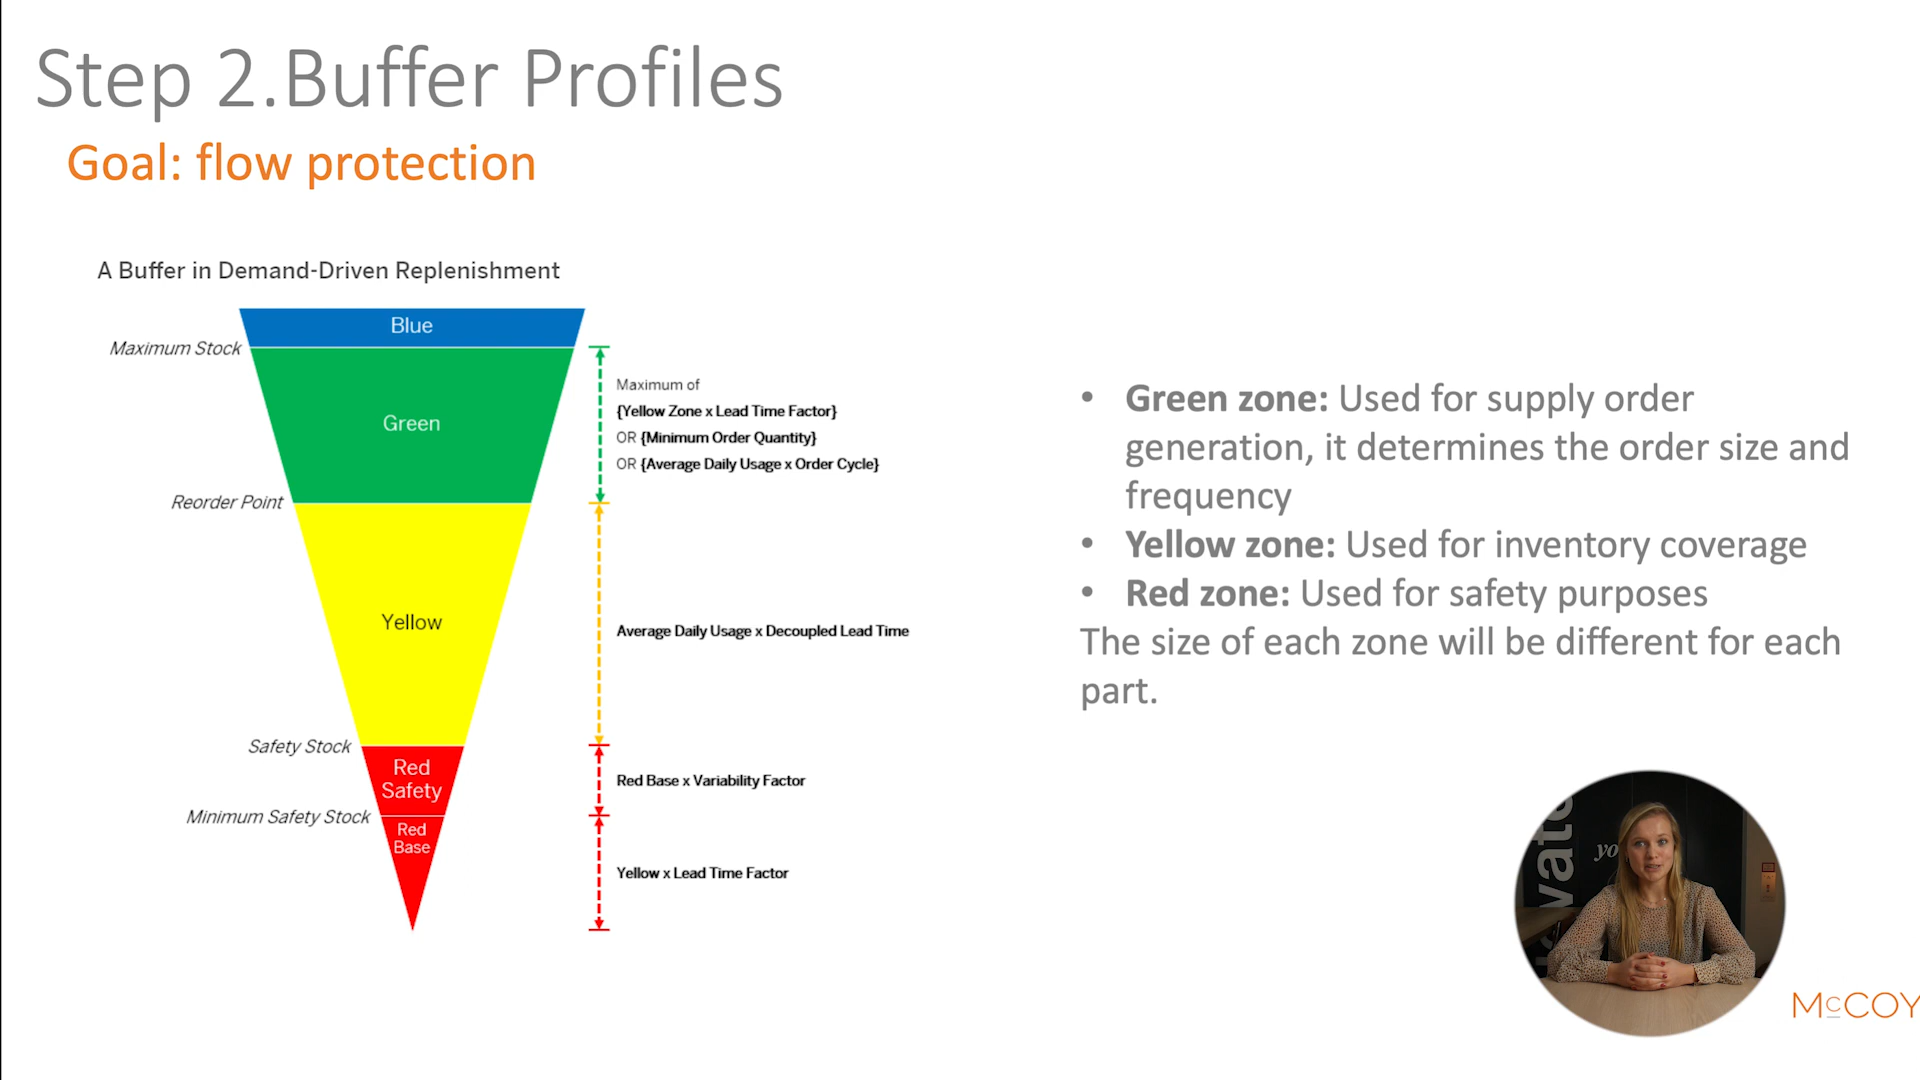 Step 2.Buffer Profiles
Goal: flow protection
A Buffer in Demand-Driven Replenishment
Blue
Maximum Stock
Green
Maximum of
{Yellow Zone x Lead Time Factor}
OR {Minimum Order Quantity}
OR {Average Daily Usage x Order Cycle}
Reorder Point
Yellow
Average Daily Usage x Decoupled Lead Time
Safety Stock
Red
Safety
Red Base x Variability Factor
Minimum Safety Stock
Red
Base
Yellow x Lead Time Factor
• Green zone: Used for supply order
generation, it determines the order size and
frequency
• Yellow zone: Used for inventory coverage
• Red zone: Used for safety purposes
The size of each zone will be different for each
part.
yo
McCOY